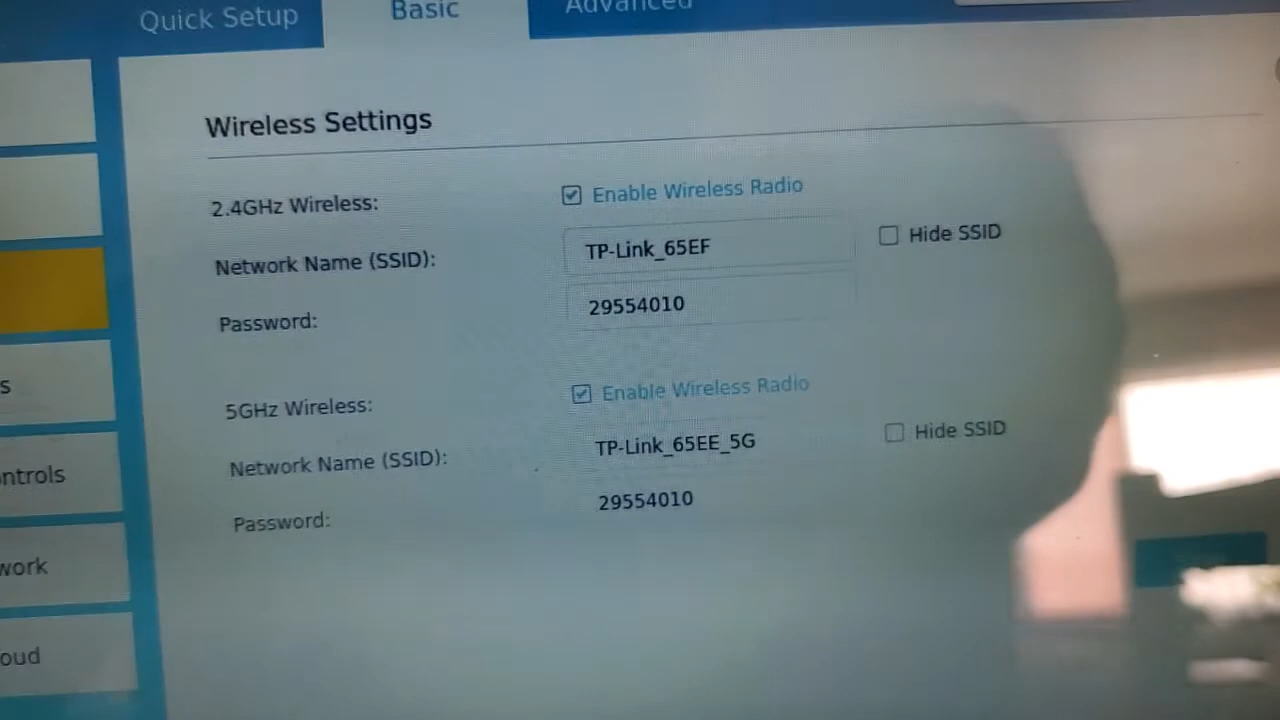 Quick Setup Basic Advanced
Wireless Settings
2.4GHz Wireless: Enable Wireless Radio
Network Name (SSID): TP-Link_65EF Hide SSID
Password: 29554010
5GHz Wireless: Enable Wireless Radio
Network Name (SSID): TP-Link_65EE_5G Hide SSID
Password: 29554010
s
ontrols
work
oud